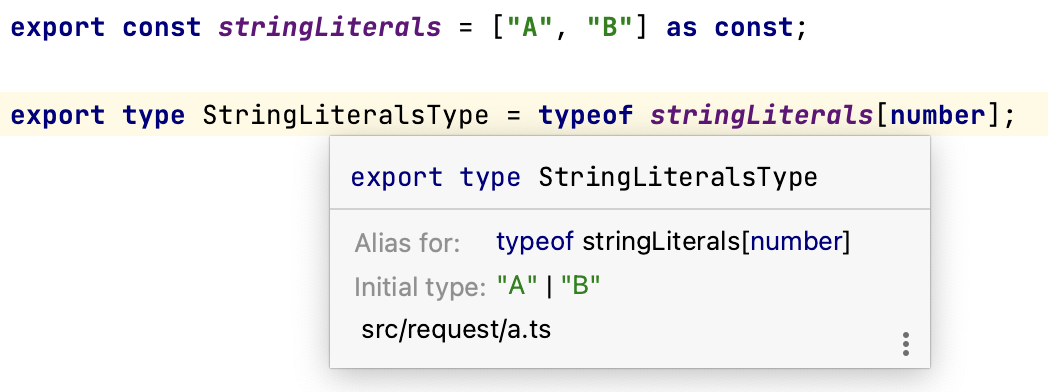 export const stringLiterals = ["A", "B"] as const;
export type StringLiteralsType = typeof stringLiterals[number];
export type StringLiteralsType
Alias for: typeof stringLiterals[number]
Initial type: "A" | "B"
src/request/a.ts